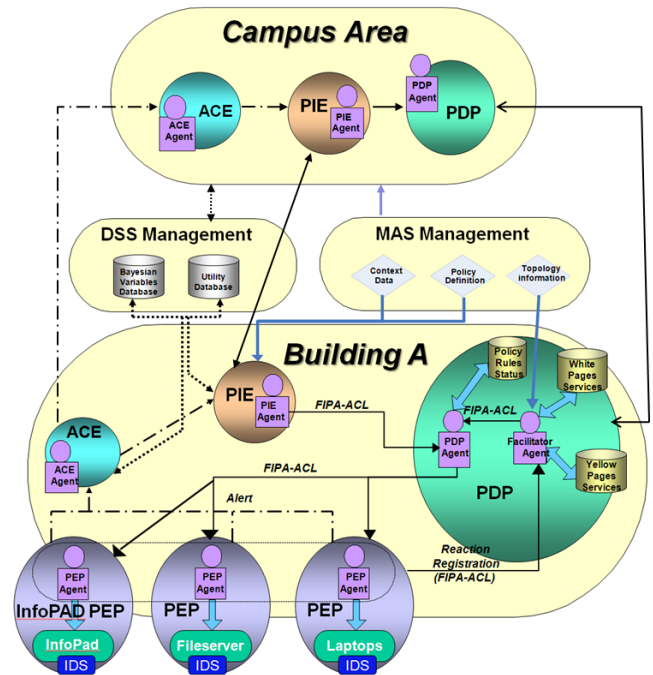 Campus Area
ACE
ACE
Agent
PIE
PIE
Agent
PDP
Agent
PDP
DSS Management
Bayesian
Variables
Database
Utility
Database
MAS Management
Context
Data
Policy
Definition
Topology
information
Building A
PIE
PIE
Agent
FIPA-ACL
Policy
Rules
Status
White
Pages
Services
FIPA-ACL
PDP
Agent
Facilitator
Agent
Yellow
Pages
Services
PDP
ACE
ACE
Agent
FIPA-ACL
Alert
Reaction
Registration
(FIPA-ACL)
PEP
Agent
InfoPAD PEP
InfoPad
IDS
PEP
Agent
PEP
Fileserver
IDS
PEP
Agent
PEP
Laptops
IDS